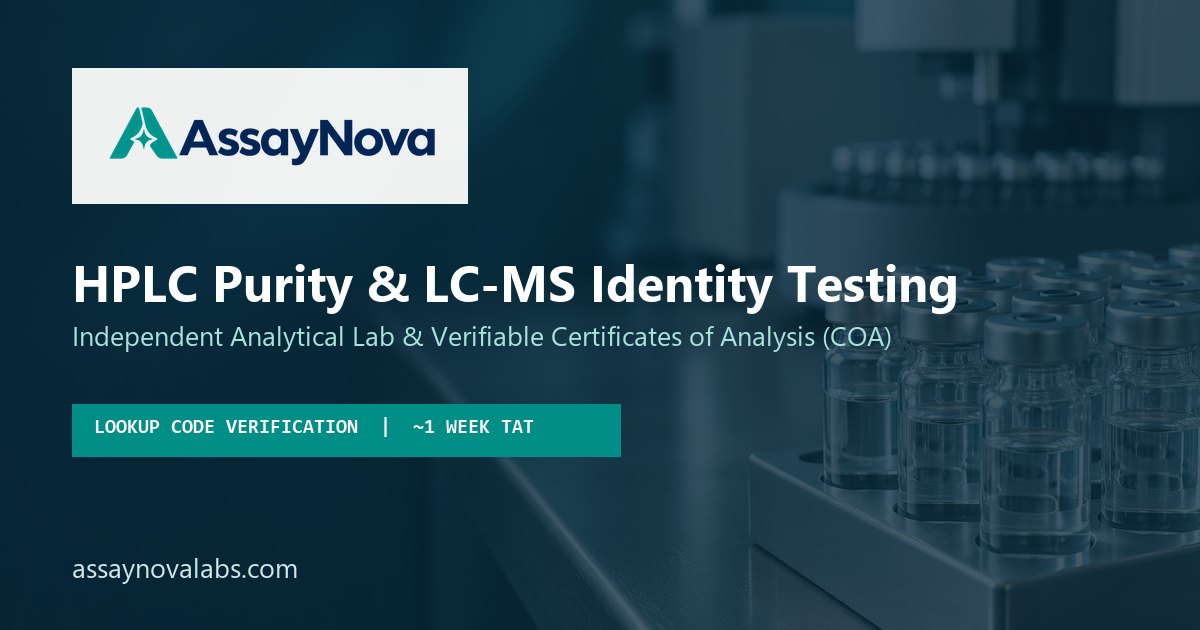 AssayNova
HPLC Purity & LC-MS Identity Testing
Independent Analytical Lab & Verifiable Certificates of Analysis (COA)
LOOKUP CODE VERIFICATION | ~1 WEEK TAT
assaynovalabs.com